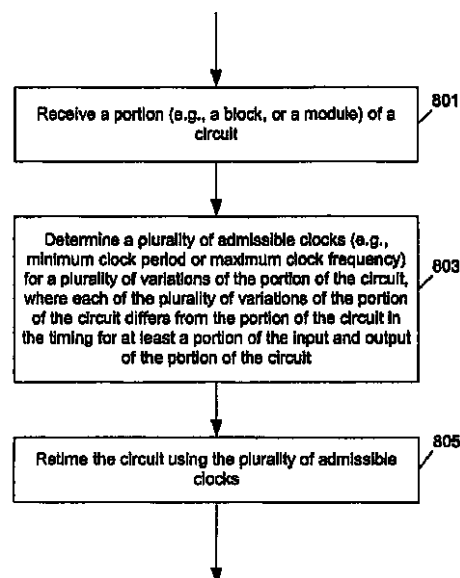 Receive a portion (e.g., a block, or a module) of a
circuit
801
Determine a plurality of admissible clocks (e.g.,
minimum clock period or maximum clock frequency)
for a plurality of variations of the portion of the circuit,
where each of the plurality of variations of the portion
of the circuit differs from the portion of the circuit in
the timing for at least a portion of the input and output
of the portion of the circuit
803
Retime the circuit using the plurality of admissible
clocks
805